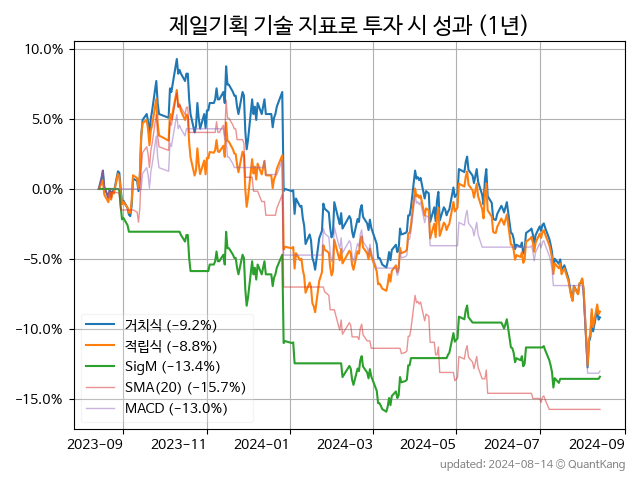 제일기획 기술 지표로 투자 시 성과 (1년)
10.0%
5.0%
0.0%
−5.0%
−10.0%
−15.0%
거치식 (−9.2%)
적립식 (−8.8%)
SigM (−13.4%)
SMA(20) (−15.7%)
MACD (−13.0%)
2023−09 2023−11 2024−01 2024−03 2024−05 2024−07 2024−09
updated: 2024-08-14 © QuantKang